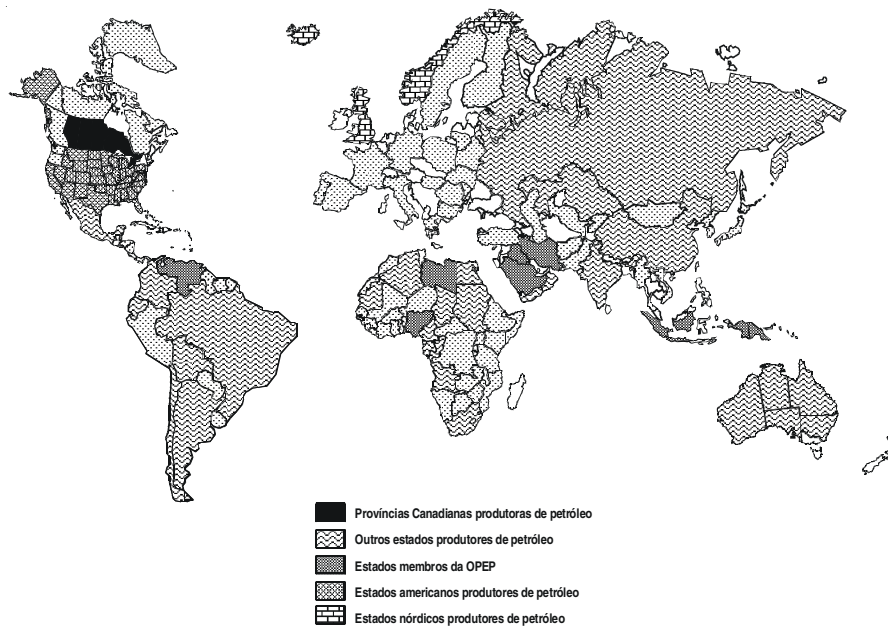 Províncias Canadianas produtoras de petróleo
Outros estados produtores de petróleo
Estados membros da OPEP
Estados americanos produtores de petróleo
Estados nórdicos produtores de petróleo